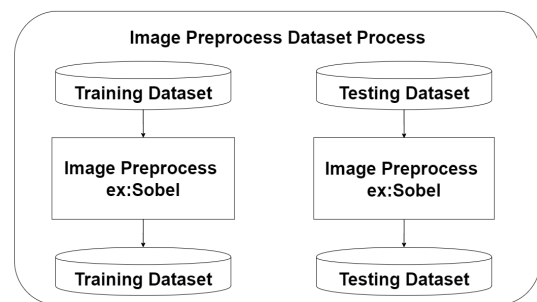 Image Preprocess Dataset Process
Training Dataset
Testing Dataset
Image Preprocess
ex:Sobel
Image Preprocess
ex:Sobel
Training Dataset
Testing Dataset